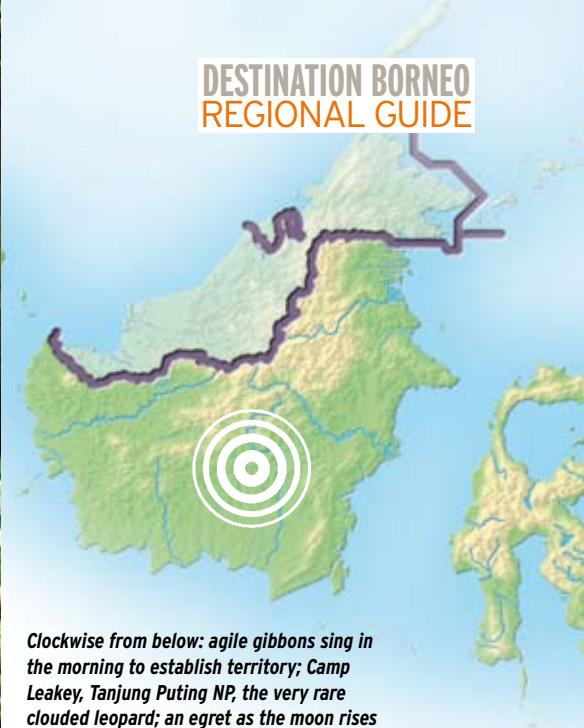 DESTINATION BORNEO
REGIONAL GUIDE
Clockwise from below: agile gibbons sing in
the morning to establish territory; Camp
Leakey, Tanjung Puting NP, the very rare
clouded leopard; an egret as the moon rises